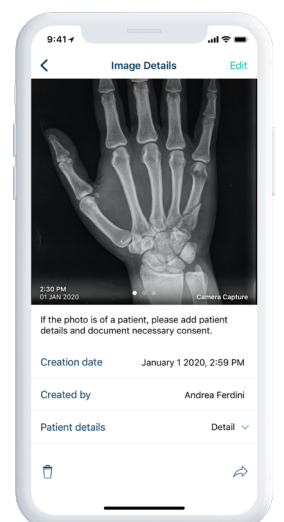 9:41
Image Details
Edit
2:30 PM
01 JAN 2020
Camera Capture
If the photo is of a patient, please add patient
details and document necessary consent.
Creation date January 1 2020, 2:59 PM
Created by Andrea Ferdini
Patient details Detail